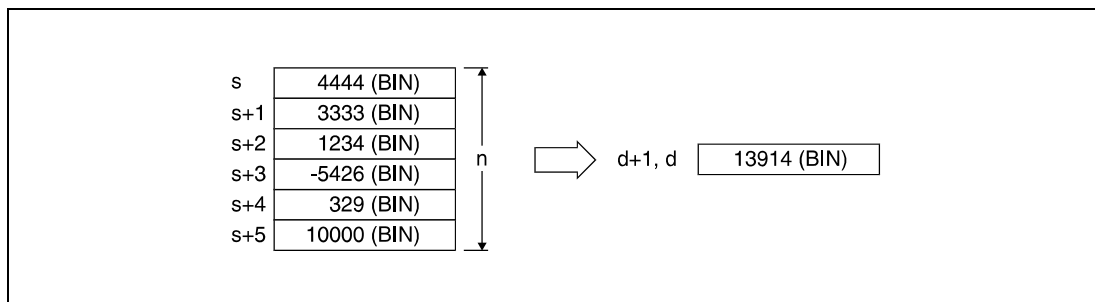 s 4444 (BIN)
s+1 3333 (BIN)
s+2 1234 (BIN)
s+3 -5426 (BIN)
s+4 329 (BIN)
s+5 10000 (BIN)
n
d+1, d 13914 (BIN)